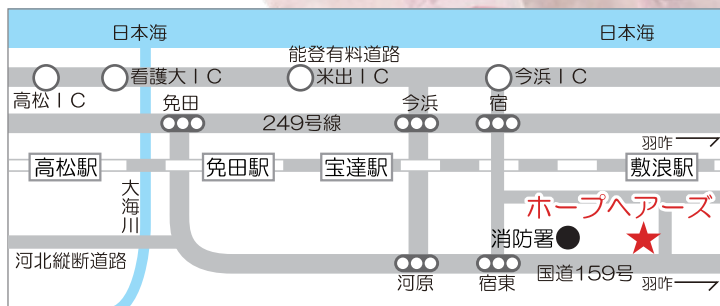 日本海
日本海
能登有料道路
看護大IC
米出IC
今浜IC
高松IC
免田
今浜
宿
249号線
羽咋
高松駅
免田駅
宝達駅
敷浪駅
大海川
ホープヘアーズ
消防署
河北縦断道路
河原
宿東
国道159号
羽咋